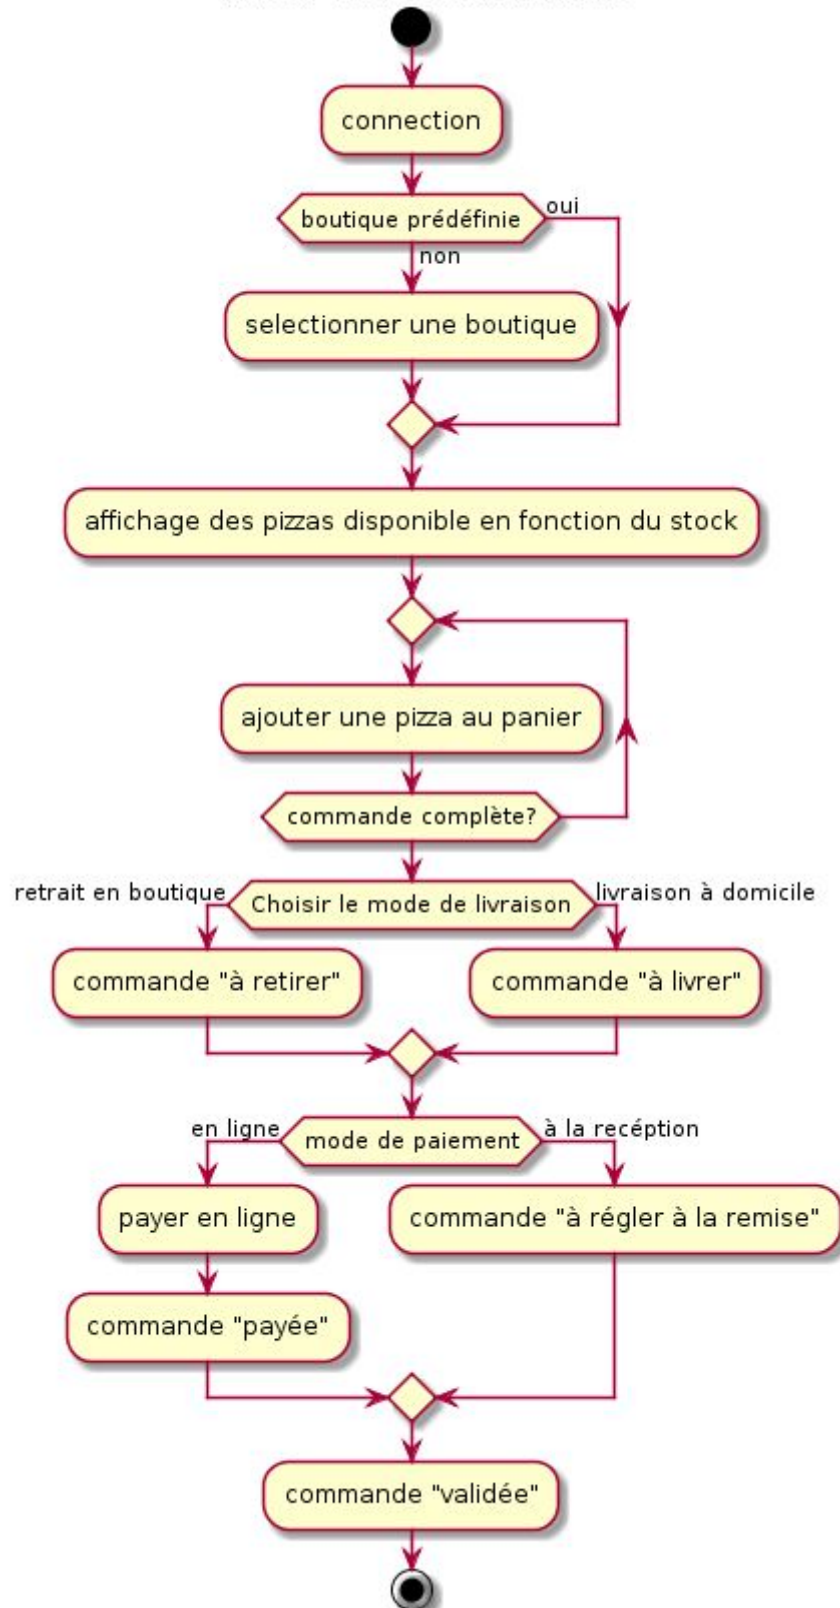 connection
boutique prédéfinie
oui
non
selectionner une boutique
affichage des pizzas disponible en fonction du stock
ajouter une pizza au panier
commande complète?
retrait en boutique
Choisir le mode de livraison
livraison à domicile
commande "à retirer"
commande "à livrer"
en ligne
mode de paiement
à la recéption
payer en ligne
commande "à régler à la remise"
commande "payée"
commande "validée"